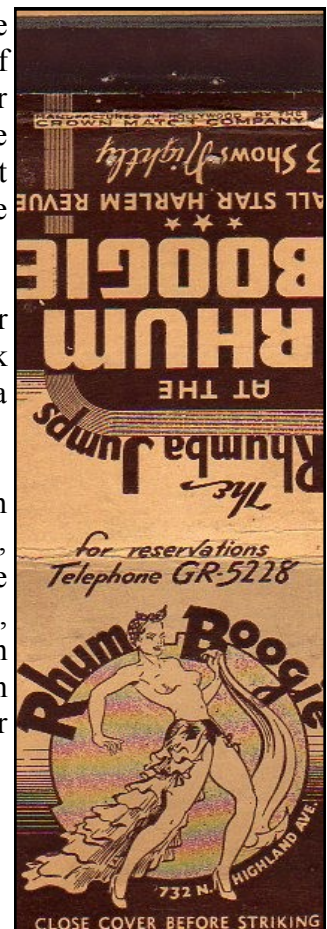 MANUFACTURED IN HOLLYWOOD BY THE
CROWN MATCH COMPANY
The
Rhumba Jumps
AT THE
RHUM
BOOGIE
ALL STAR HARLEM REVUE
3 Shows Nightly
for reservations
Telephone GR-5228
Rhum Boogie
732 N. HIGHLAND AVE.
CLOSE COVER BEFORE STRIKING